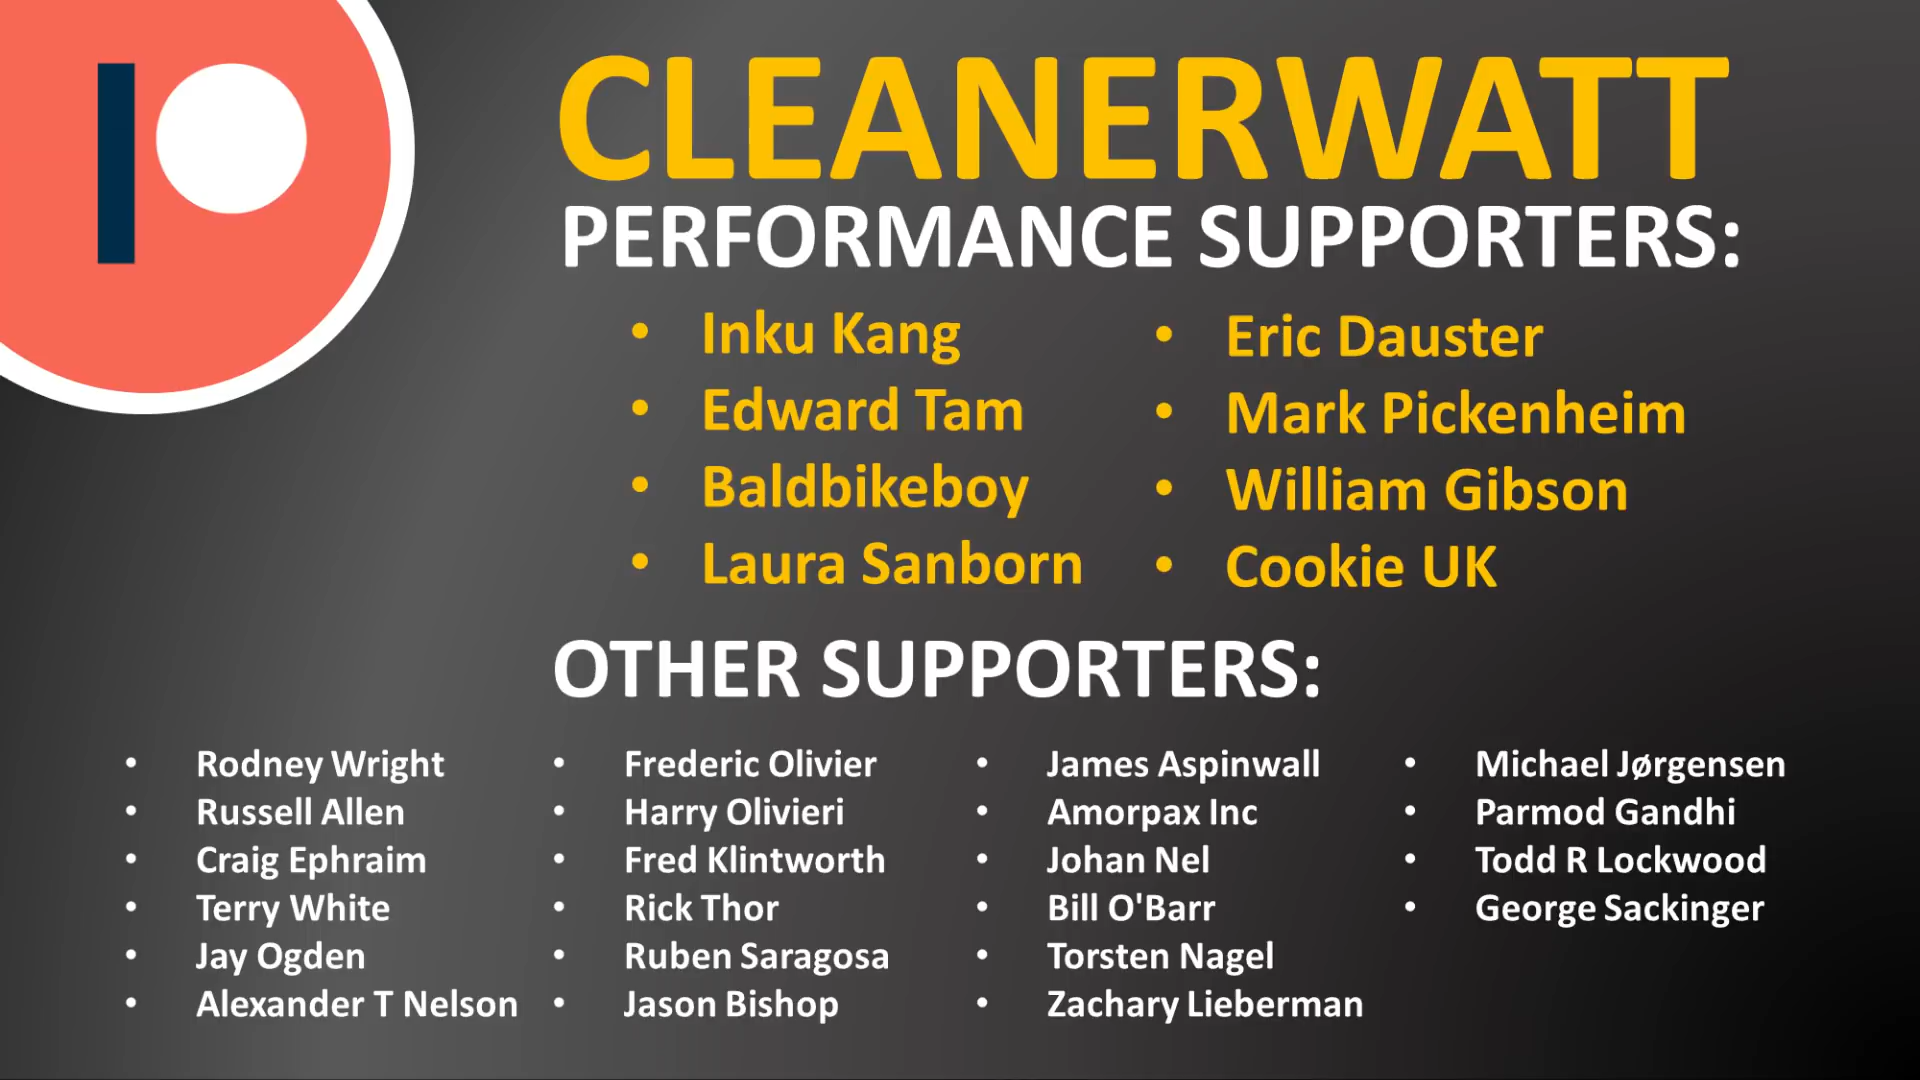 CLEANERWATT
PERFORMANCE SUPPORTERS:
• Inku Kang
• Edward Tam
• Baldbikeboy
• Laura Sanborn
• Eric Dauster
• Mark Pickenheim
• William Gibson
• Cookie UK
OTHER SUPPORTERS:
• Rodney Wright
• Russell Allen
• Craig Ephraim
• Terry White
• Jay Ogden
• Alexander T Nelson
• Frederic Olivier
• Harry Olivieri
• Fred Klintworth
• Rick Thor
• Ruben Saragosa
• Jason Bishop
• James Aspinwall
• Amorpax Inc
• Johan Nel
• Bill O'Barr
• Torsten Nagel
• Zachary Lieberman
• Michael Jørgensen
• Parmod Gandhi
• Todd R Lockwood
• George Sackinger